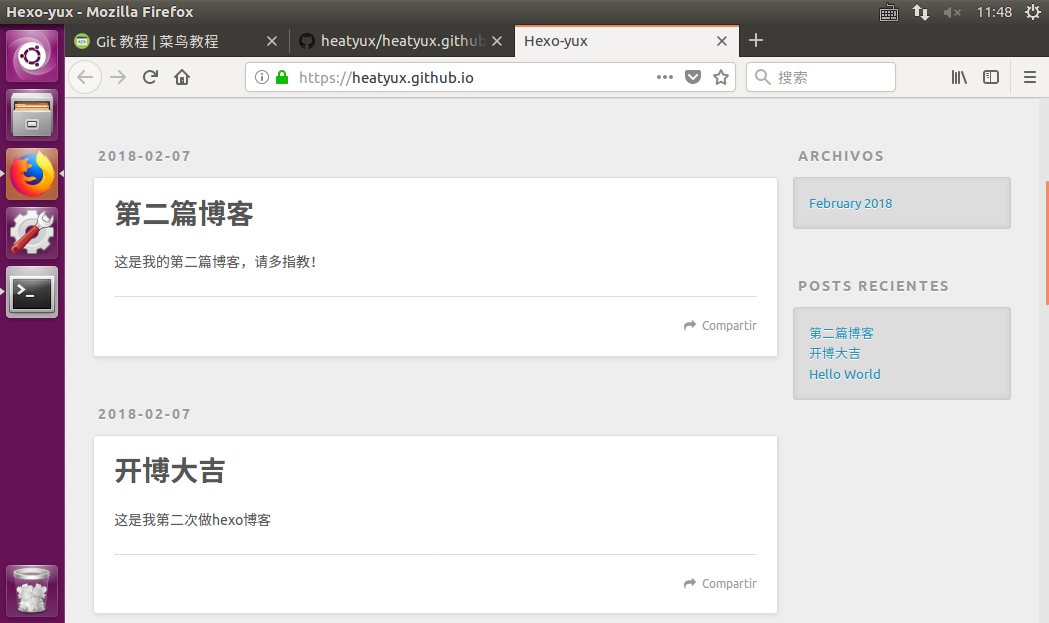 Hexo-yux - Mozilla Firefox
11:48
Git 教程 | 菜鸟教程
heatyux/heatyux.github
Hexo-yux
https://heatyux.github.io
搜索
2018-02-07
第二篇博客
这是我的第二篇博客，请多指教！
Compartir
2018-02-07
开博大吉
这是我第二次做hexo博客
Compartir
ARCHIVOS
February 2018
POSTS RECIENTES
第二篇博客
开博大吉
Hello World